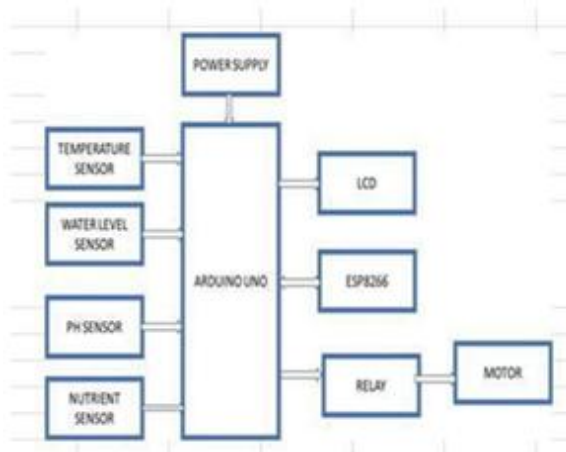 POWER SUPPLY
TEMPERATURE
SENSOR
LCD
WATER LEVEL
SENSOR
ARDUINO UNO
ESP8266
PH SENSOR
RELAY
MOTOR
NUTRIENT
SENSOR